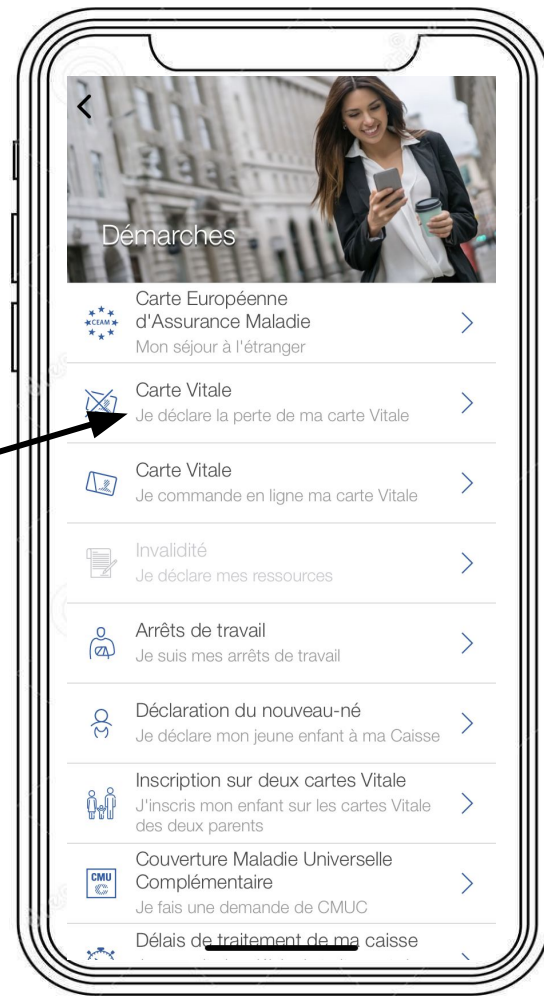 Démarches
Carte Européenne
d'Assurance Maladie
Mon séjour à l'étranger
CEAM
Carte Vitale
Je déclare la perte de ma carte Vitale
Carte Vitale
Je commande en ligne ma carte Vitale
Invalidité
Je déclare mes ressources
Arrêts de travail
Je suis mes arrêts de travail
Déclaration du nouveau-né
Je déclare mon jeune enfant à ma Caisse
Inscription sur deux cartes Vitale
J'inscris mon enfant sur les cartes Vitale
des deux parents
CMU
Couverture Maladie Universelle
Complémentaire
Je fais une demande de CMUC
Délais de traitement de ma caisse